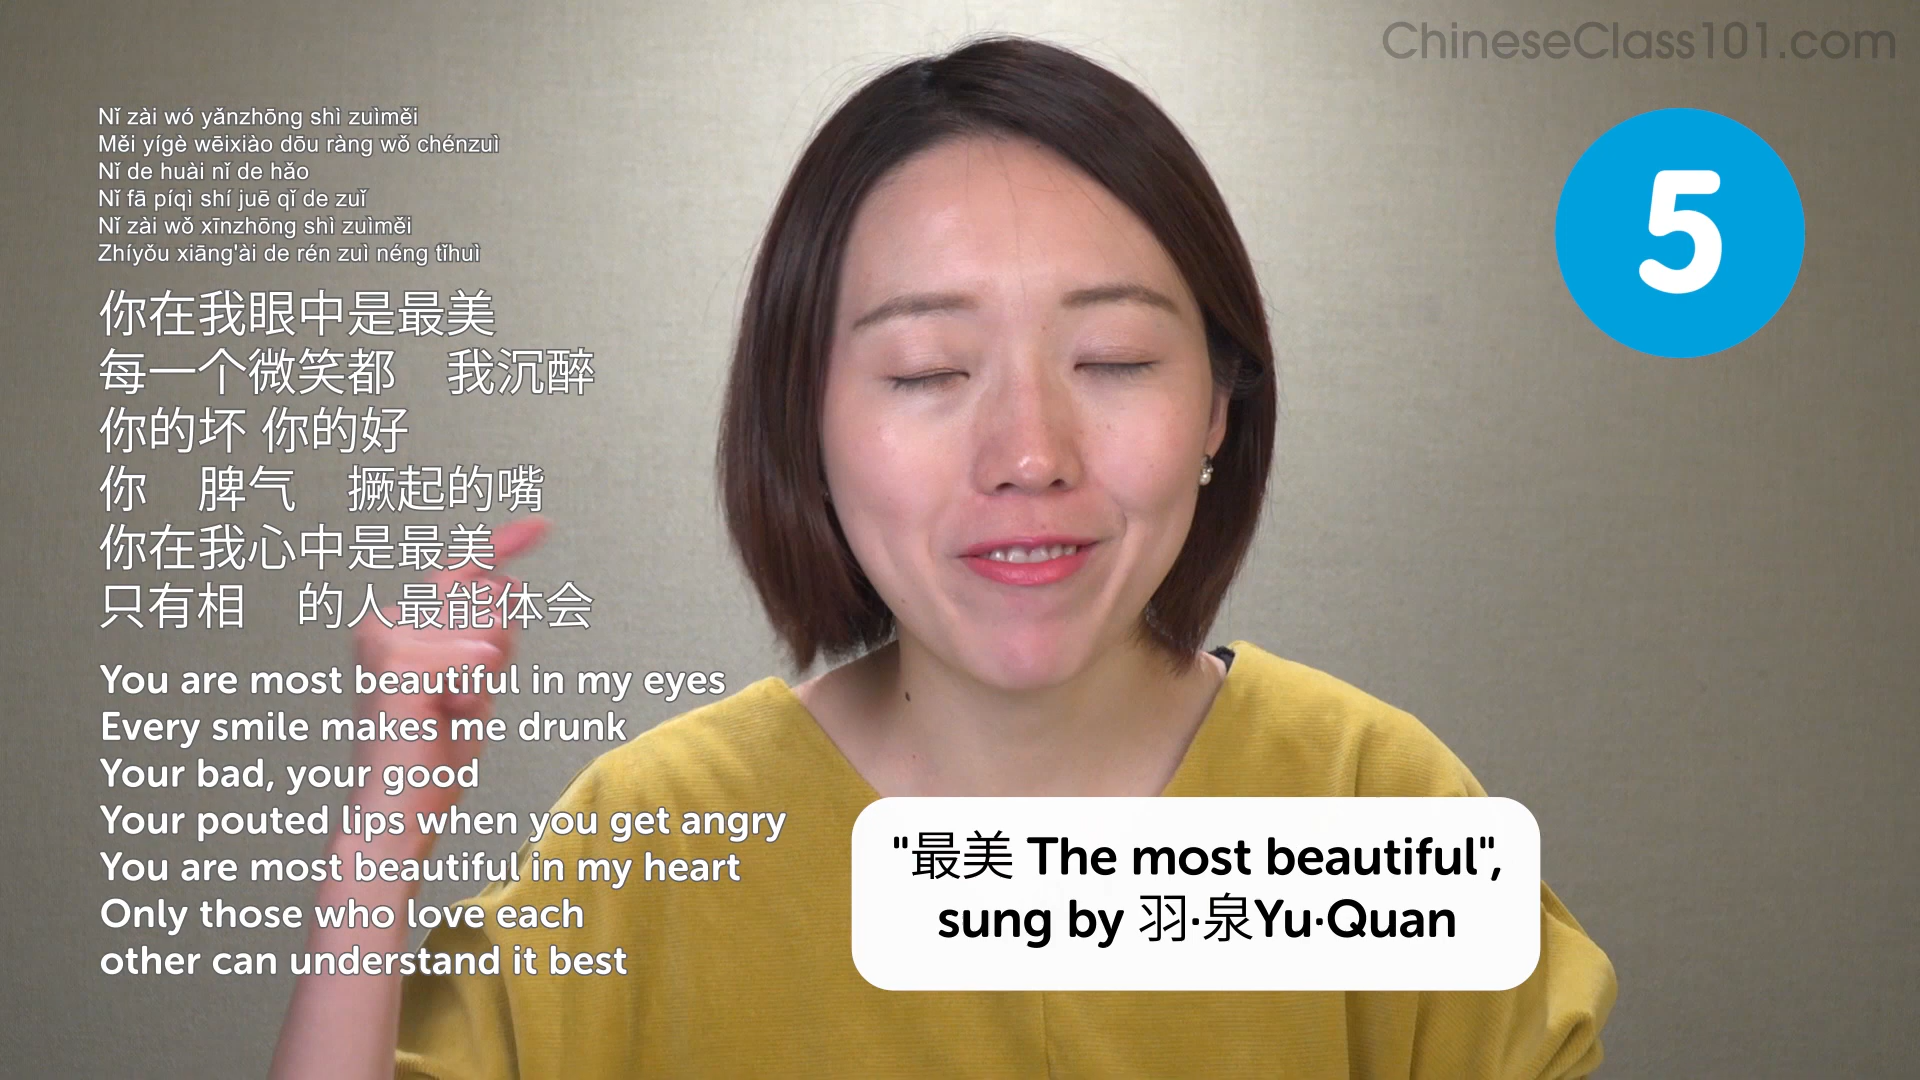 ChineseClass101.com
Nǐ zài wó yǎnzhōng shì zuìměi
Měi yígè wēixiào dōu ràng wǒ chénzuì
Nǐ de huài nǐ de hǎo
Nǐ fā píqì shí juē qǐ de zuǐ
Nǐ zài wǒ xīnzhōng shì zuìměi
Zhíyǒu xiāng'ài de rén zuì néng tǐhuì
你在我眼中是最美
每一个微笑都　我沉醉
你的坏 你的好
你　脾气　撅起的嘴
你在我心中是最美
只有相　的人最能体会
You are most beautiful in my eyes
Every smile makes me drunk
Your bad, your good
Your pouted lips when you get angry
You are most beautiful in my heart
Only those who love each
other can understand it best
5
"最美 The most beautiful",
sung by 羽·泉Yu·Quan